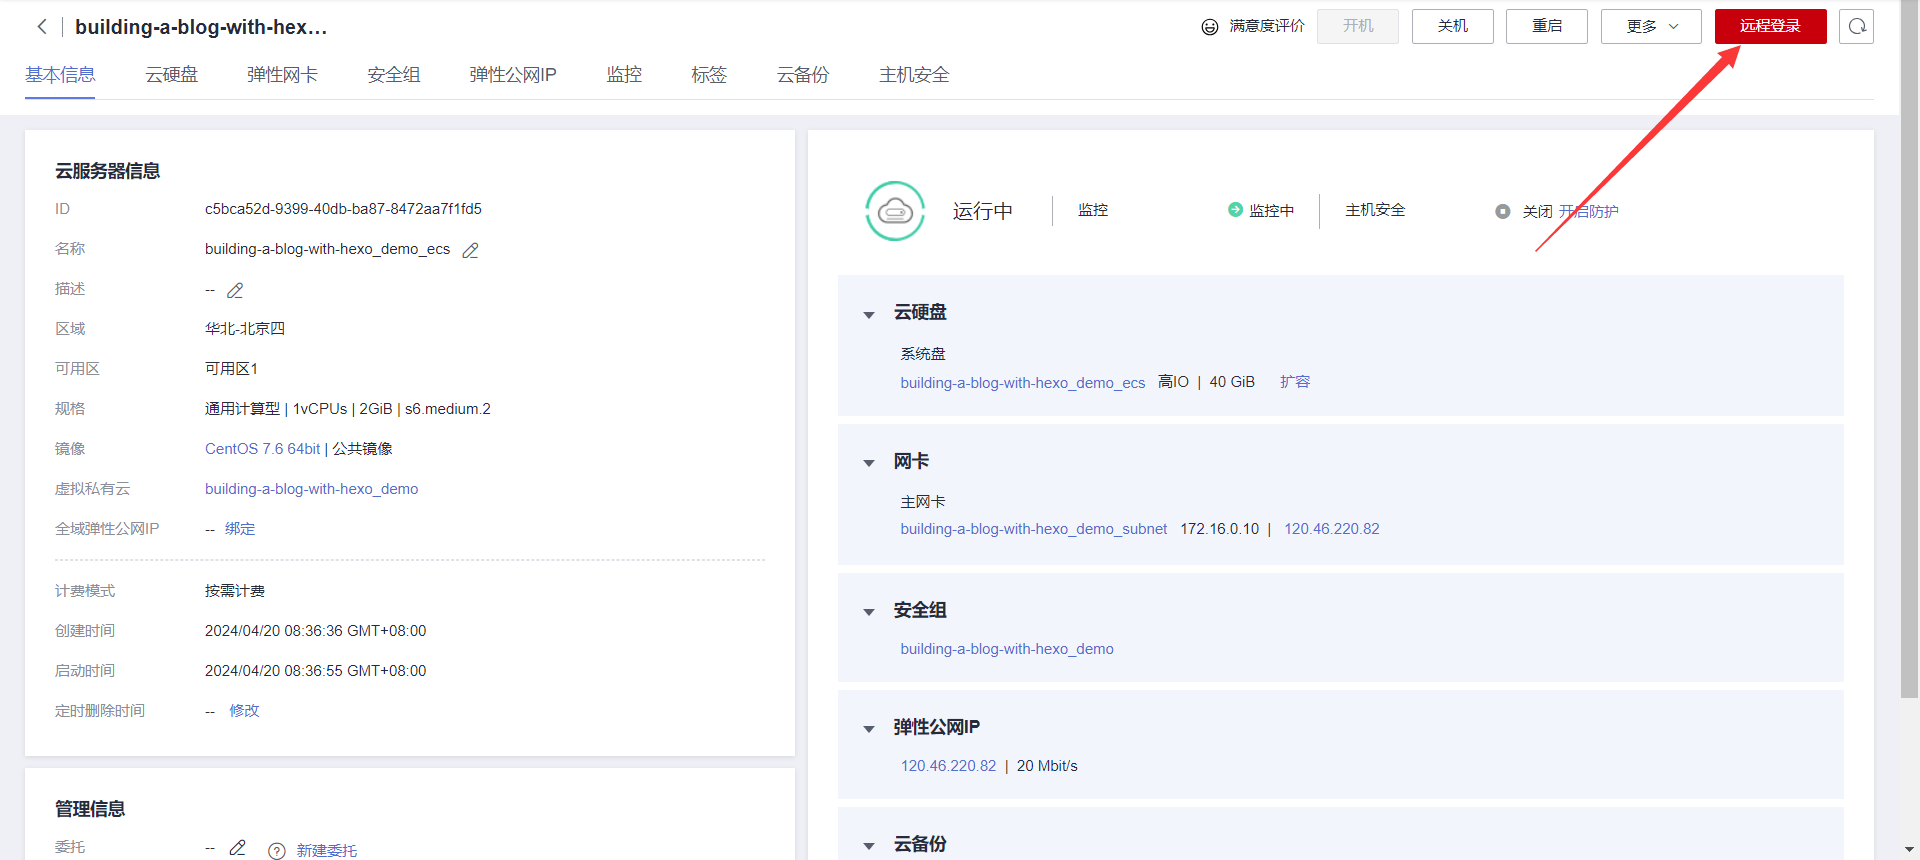 building-a-blog-with-hex...
满意度评价 开机 关机 重启 更多 远程登录
基本信息 云硬盘 弹性网卡 安全组 弹性公网IP 监控 标签 云备份 主机安全
云服务器信息
ID c5bca52d-9399-40db-ba87-8472aa7f1fd5
名称 building-a-blog-with-hexo_demo_ecs
描述 --
区域 华北-北京四
可用区 可用区1
规格 通用计算型 | 1vCPUs | 2GiB | s6.medium.2
镜像 CentOS 7.6 64bit | 公共镜像
虚拟私有云 building-a-blog-with-hexo_demo
全域弹性公网IP -- 绑定
计费模式 按需计费
创建时间 2024/04/20 08:36:36 GMT+08:00
启动时间 2024/04/20 08:36:55 GMT+08:00
定时删除时间 -- 修改
管理信息
委托 -- ? 新建委托
运行中 监控 监控中 主机安全 关闭 开启防护
云硬盘
系统盘
building-a-blog-with-hexo_demo_ecs 高IO | 40 GiB 扩容
网卡
主网卡
building-a-blog-with-hexo_demo_subnet 172.16.0.10 | 120.46.220.82
安全组
building-a-blog-with-hexo_demo
弹性公网IP
120.46.220.82 | 20 Mbit/s
云备份